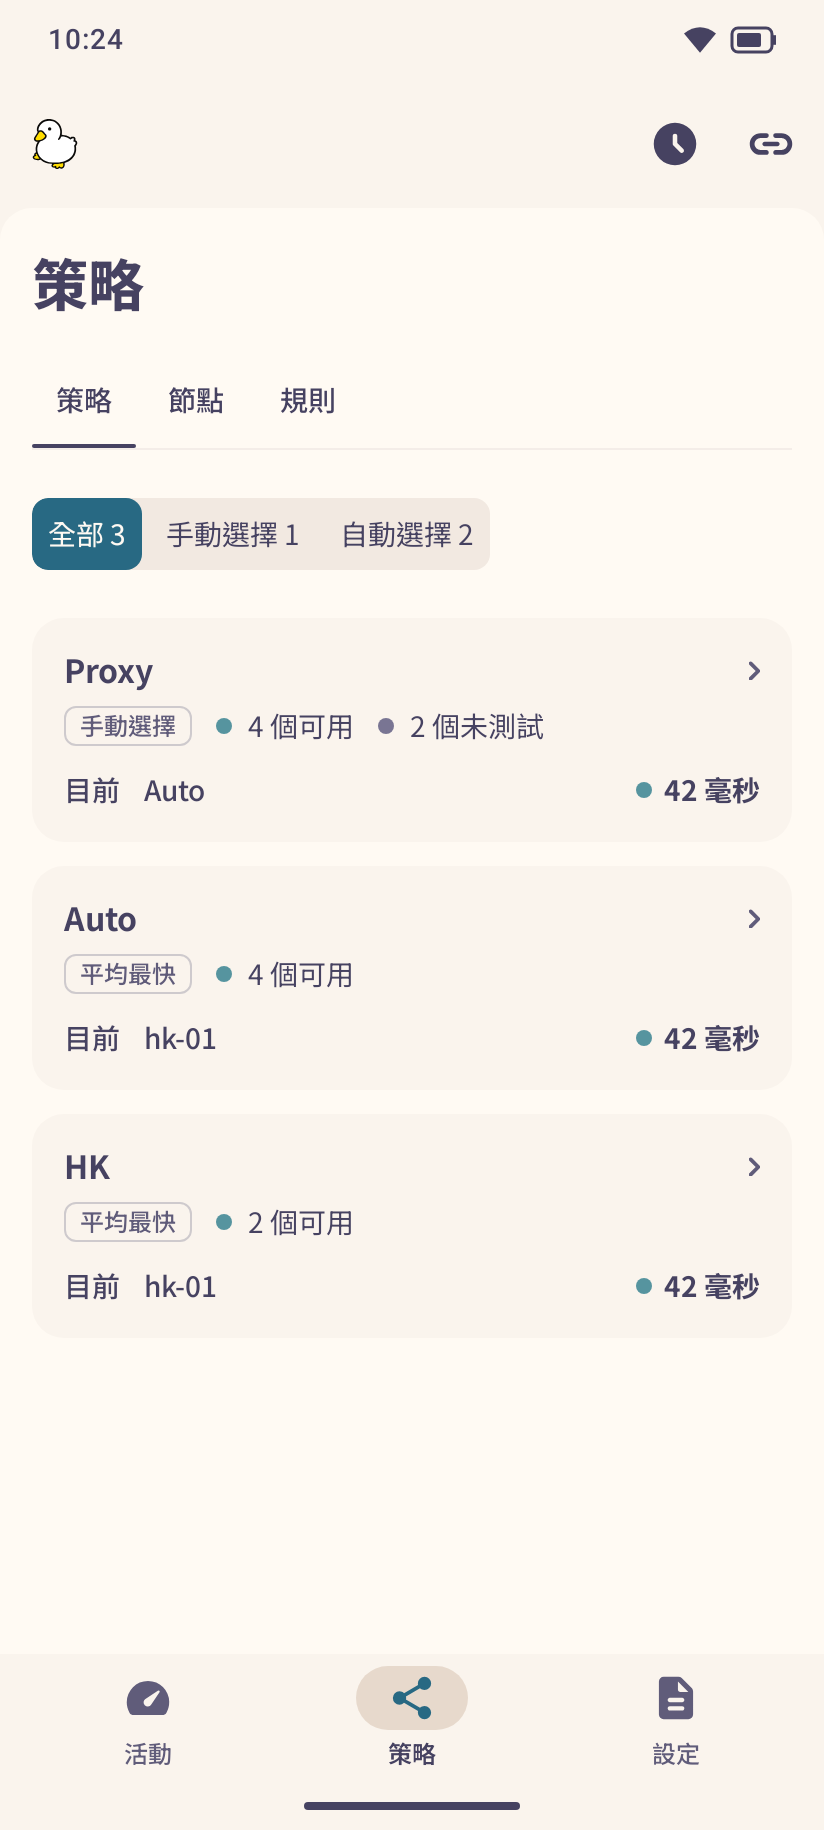 10:24
策略
策略 節點 規則
全部 3 手動選擇 1 自動選擇 2
Proxy
手動選擇 4 個可用 2 個未測試
目前 Auto 42 毫秒
Auto
平均最快 4 個可用
目前 hk-01 42 毫秒
HK
平均最快 2 個可用
目前 hk-01 42 毫秒
活動 策略 設定